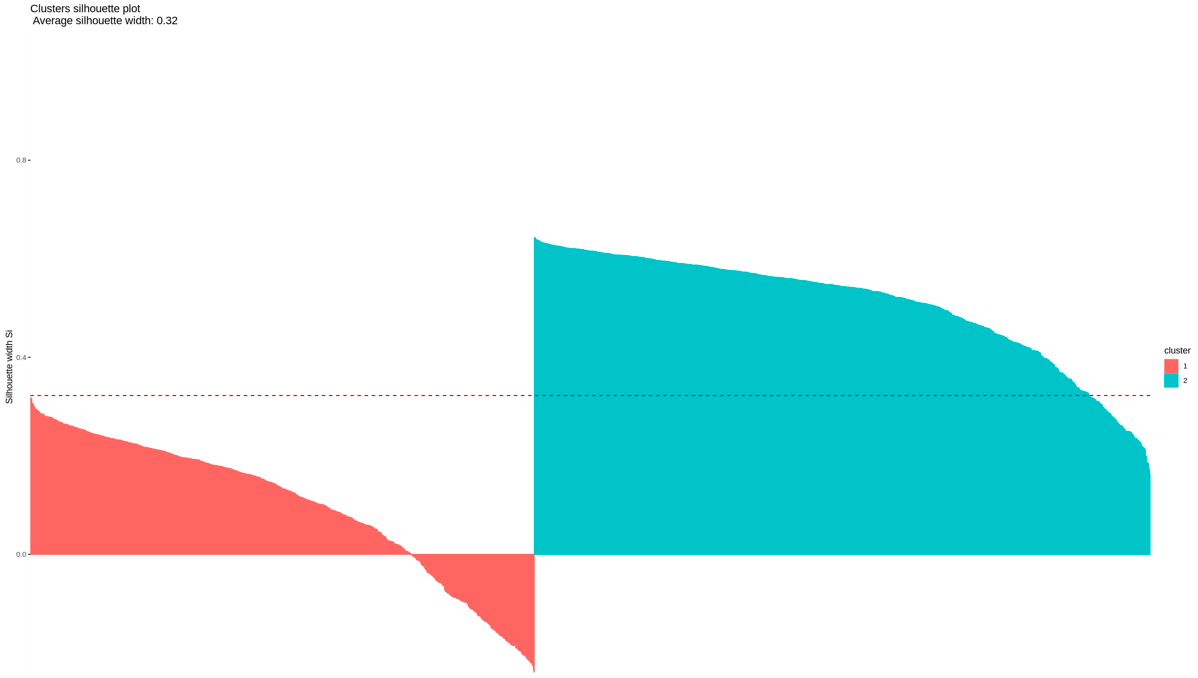 Clusters silhouette plot
Average silhouette width: 0.32
Silhouette width Si
0.8
0.4
0.0
cluster
1
2